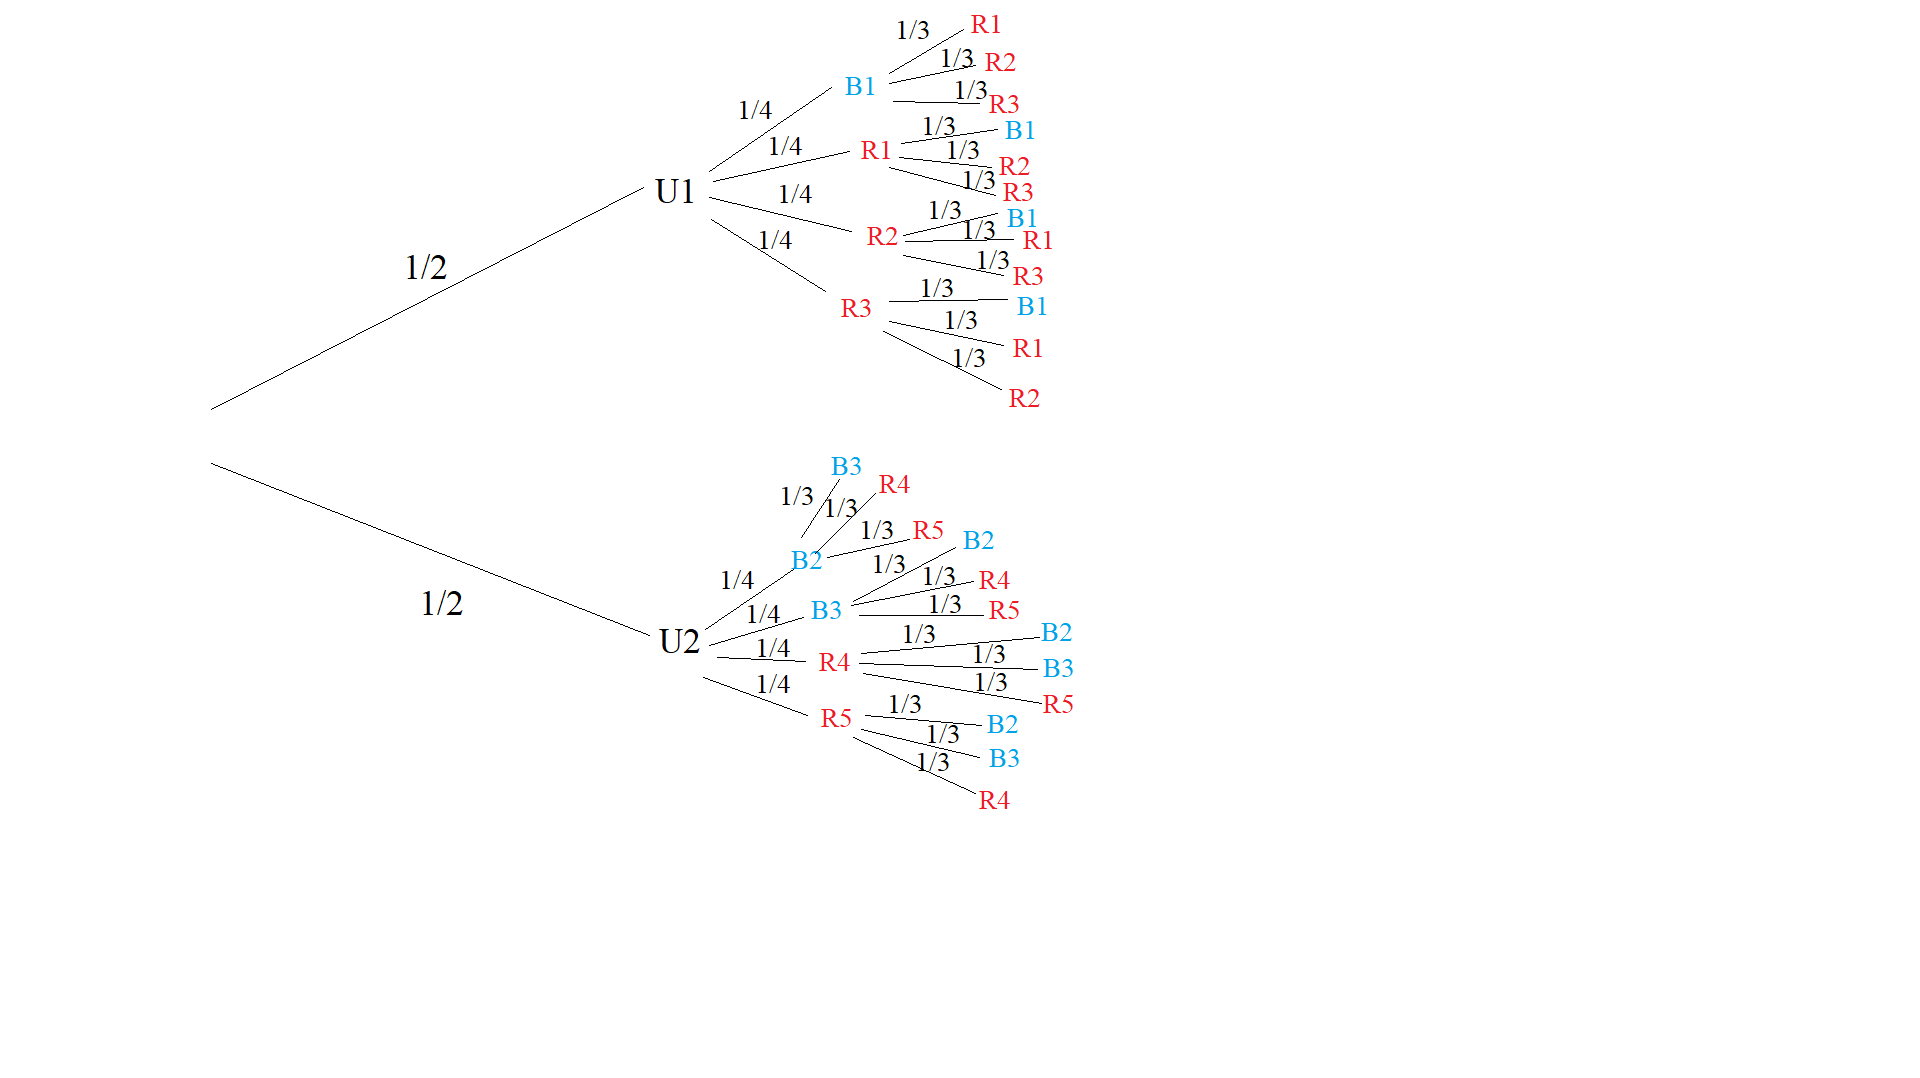 1/3 R1
1/3 R2
B1
1/3 R3
1/4
1/3 B1
1/4 R1 1/3 R2
1/3 R3
U1 1/4
1/3 B1
R2 1/3 R1
1/4
1/3 R3
1/2
1/3 B1
R3
1/3 R1
1/3
R2
B3
R4
1/3 1/3
1/3 R5 B2
B2 1/3
1/4 1/3 R4
1/4 B3 1/3 R5
1/2
1/3 B2
U2 1/4 R4 1/3 B3
1/4 1/3 R5
R5 1/3 B2
1/3 B3
1/3
R4